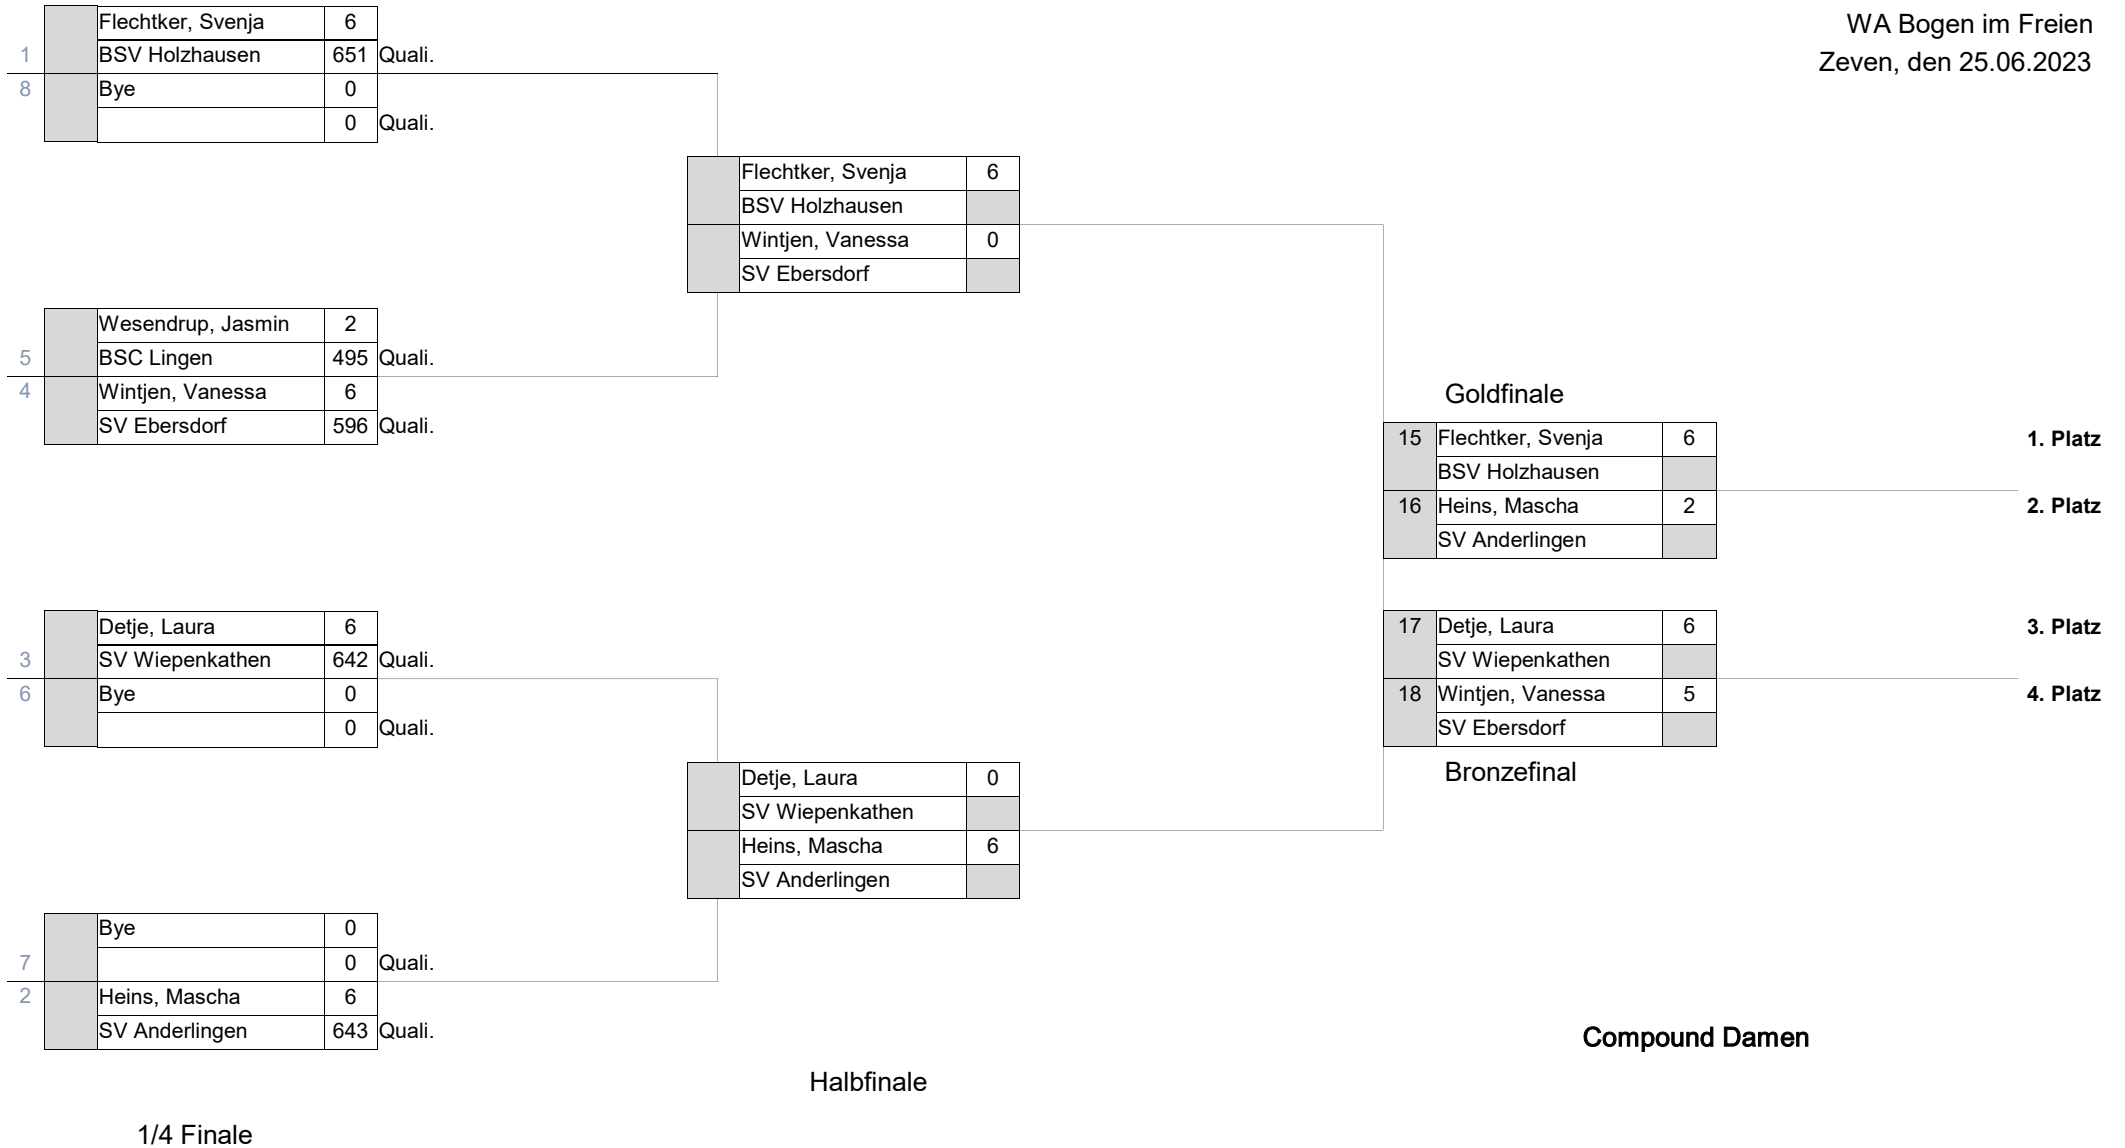 WA Bogen im Freien
Zeven, den 25.06.2023
Flechtker, Svenja 6
1 BSV Holzhausen 651 Quali.
8 Bye 0
0 Quali.
Flechtker, Svenja 6
BSV Holzhausen
Wintjen, Vanessa 0
SV Ebersdorf
Wesendrup, Jasmin 2
5 BSC Lingen 495 Quali.
4 Wintjen, Vanessa 6
SV Ebersdorf 596 Quali.
Goldfinale
15 Flechtker, Svenja 6 1. Platz
BSV Holzhausen
16 Heins, Mascha 2 2. Platz
SV Anderlingen
Detje, Laura 6
3 SV Wiepenkathen 642 Quali.
6 Bye 0
0 Quali.
17 Detje, Laura 6 3. Platz
SV Wiepenkathen
18 Wintjen, Vanessa 5 4. Platz
SV Ebersdorf
Bronzefinal
Detje, Laura 0
SV Wiepenkathen
Heins, Mascha 6
SV Anderlingen
Bye 0
7 0 Quali.
2 Heins, Mascha 6
SV Anderlingen 643 Quali.
Compound Damen
Halbfinale
1/4 Finale